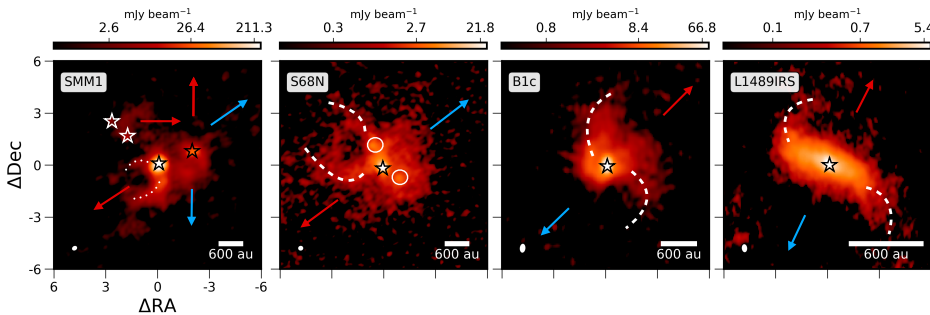 mJy beam⁻¹ mJy beam⁻¹ mJy beam⁻¹ mJy beam⁻¹
2.6 26.4 211.3 0.3 2.7 21.8 0.8 8.4 66.8 0.1 0.7 5.4
6
SMM1 S68N B1c L1489IRS
3
0
-3
600 au 600 au 600 au 600 au
-6
6 3 0 -3 -6
ΔDec
ΔRA